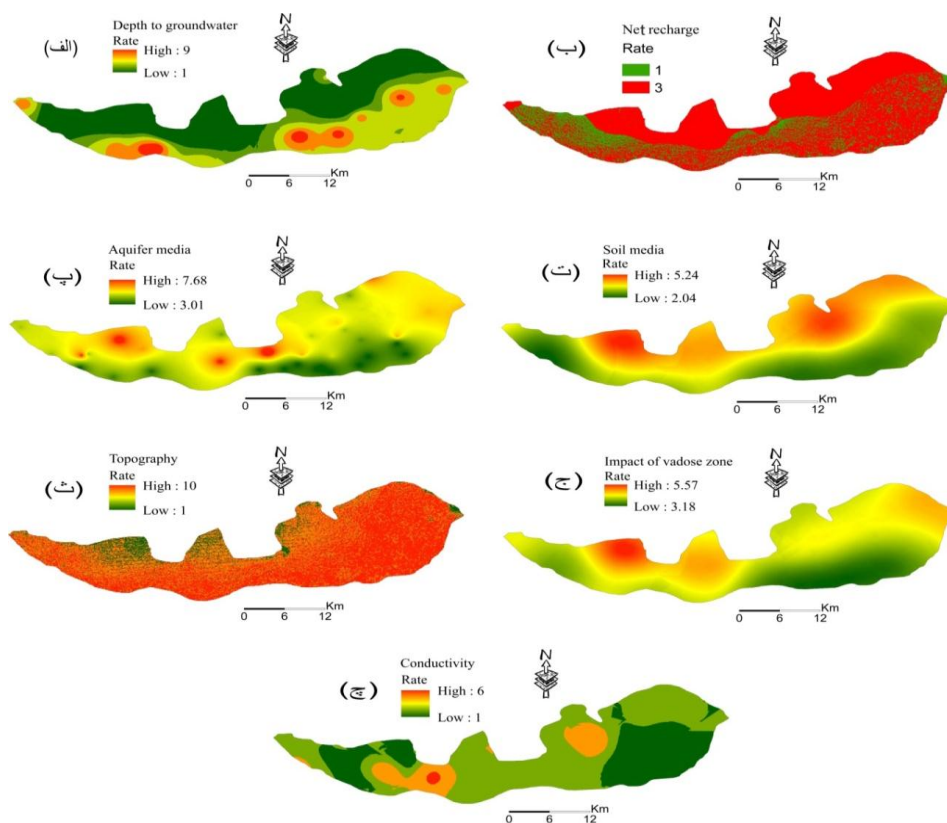 (الف)
Depth to groundwater
Rate
High : 9
Low : 1
N
0 6 12 Km
(ب)
Net recharge
Rate
1
3
N
0 6 12 Km
(پ)
Aquifer media
Rate
High : 7.68
Low : 3.01
N
0 6 12 Km
(ت)
Soil media
Rate
High : 5.24
Low : 2.04
N
0 6 12 Km
(ث)
Topography
Rate
High : 10
Low : 1
N
0 6 12 Km
(ج)
Impact of vadose zone
Rate
High : 5.57
Low : 3.18
N
0 6 12 Km
(چ)
Conductivity
Rate
High : 6
Low : 1
N
0 6 12 Km